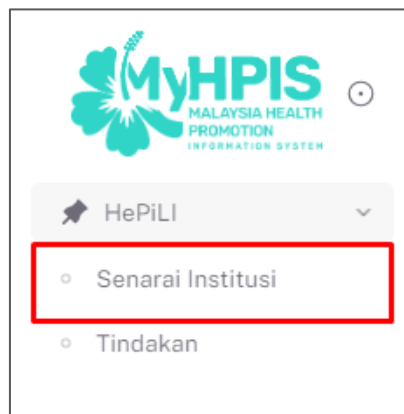 MyHPIS
MALAYSIA HEALTH
PROMOTION
INFORMATION SYSTEM
HePiLI
Senarai Institusi
Tindakan